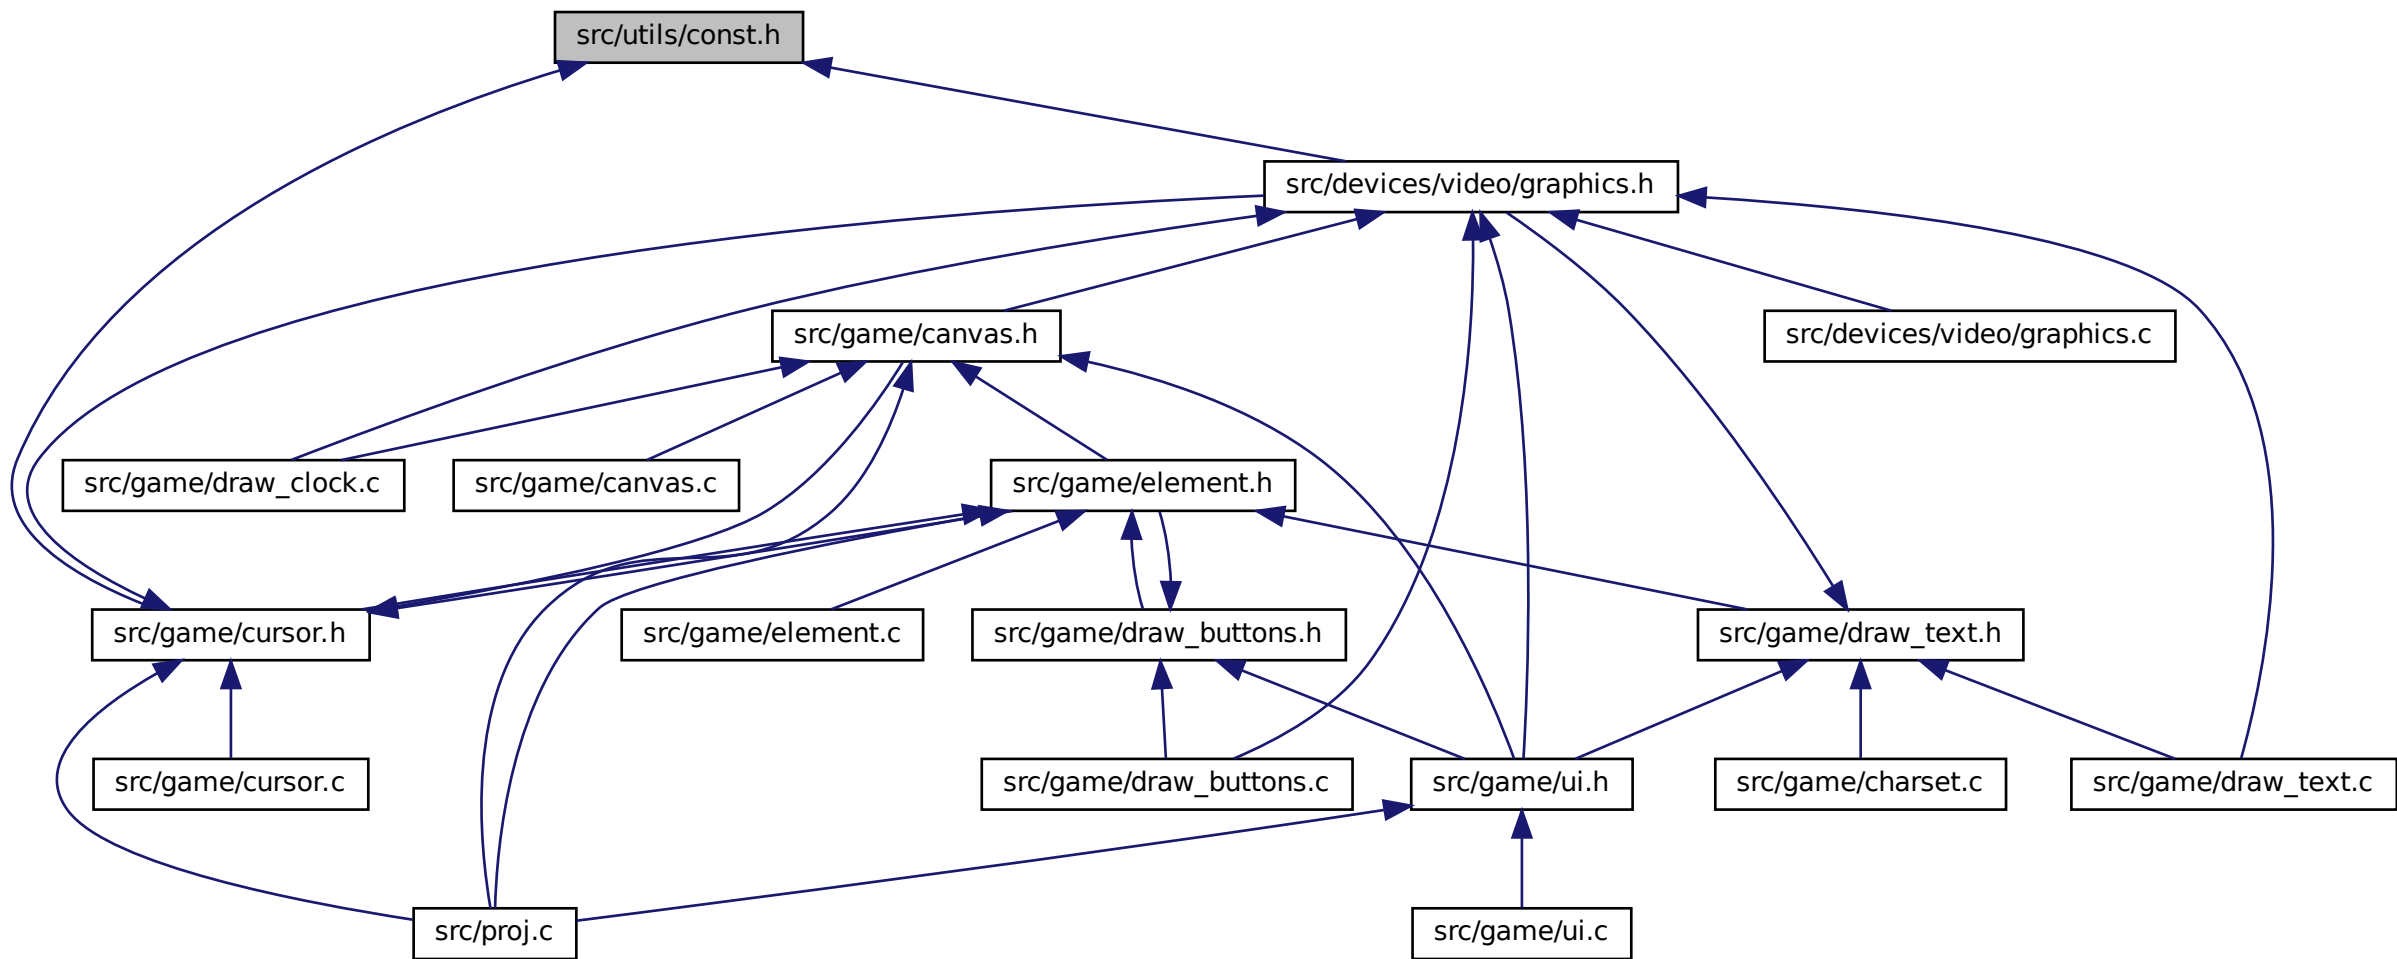 src/utils/const.h
src/devices/video/graphics.h
src/game/canvas.h
src/devices/video/graphics.c
src/game/draw_clock.c
src/game/canvas.c
src/game/element.h
src/game/cursor.h
src/game/element.c
src/game/draw_buttons.h
src/game/draw_text.h
src/game/cursor.c
src/game/draw_buttons.c
src/game/ui.h
src/game/charset.c
src/game/draw_text.c
src/proj.c
src/game/ui.c